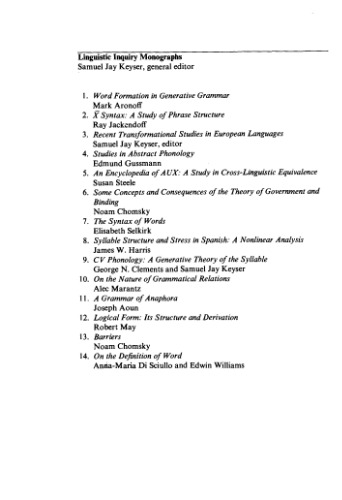 Linguistic Inquiry Monographs
Samuel Jay Keyser, general editor
1. Word Formation in Generative Grammar
Mark Aronoff
2. X̄ Syntax: A Study of Phrase Structure
Ray Jackendoff
3. Recent Transformational Studies in European Languages
Samuel Jay Keyser, editor
4. Studies in Abstract Phonology
Edmund Gussmann
5. An Encyclopedia of AUX: A Study in Cross-Linguistic Equivalence
Susan Steele
6. Some Concepts and Consequences of the Theory of Government and
Binding
Noam Chomsky
7. The Syntax of Words
Elisabeth Selkirk
8. Syllable Structure and Stress in Spanish: A Nonlinear Analysis
James W. Harris
9. CV Phonology: A Generative Theory of the Syllable
George N. Clements and Samuel Jay Keyser
10. On the Nature of Grammatical Relations
Alec Marantz
11. A Grammar of Anaphora
Joseph Aoun
12. Logical Form: Its Structure and Derivation
Robert May
13. Barriers
Noam Chomsky
14. On the Definition of Word
Anna-Maria Di Sciullo and Edwin Williams